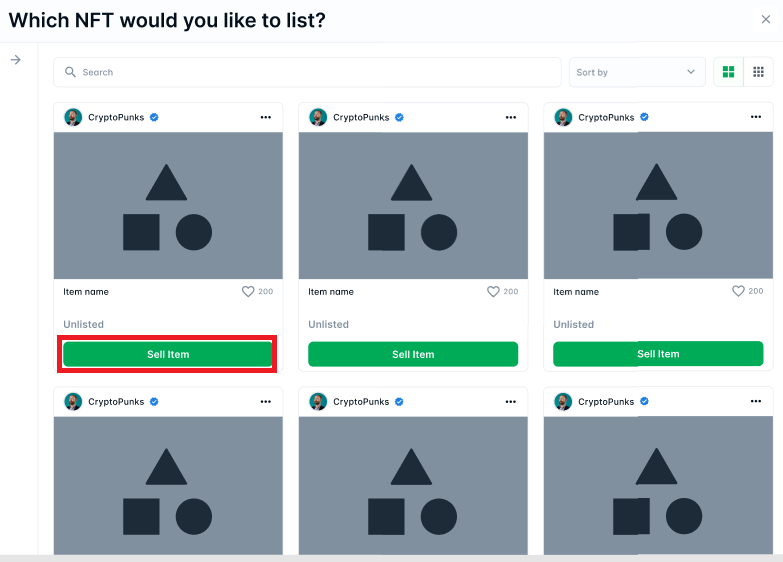 Which NFT would you like to list?
Search
Sort by
CryptoPunks
CryptoPunks
CryptoPunks
Item name
200
Item name
200
Item name
200
Unlisted
Unlisted
Unlisted
Sell Item
Sell Item
Sell Item
CryptoPunks
CryptoPunks
CryptoPunks